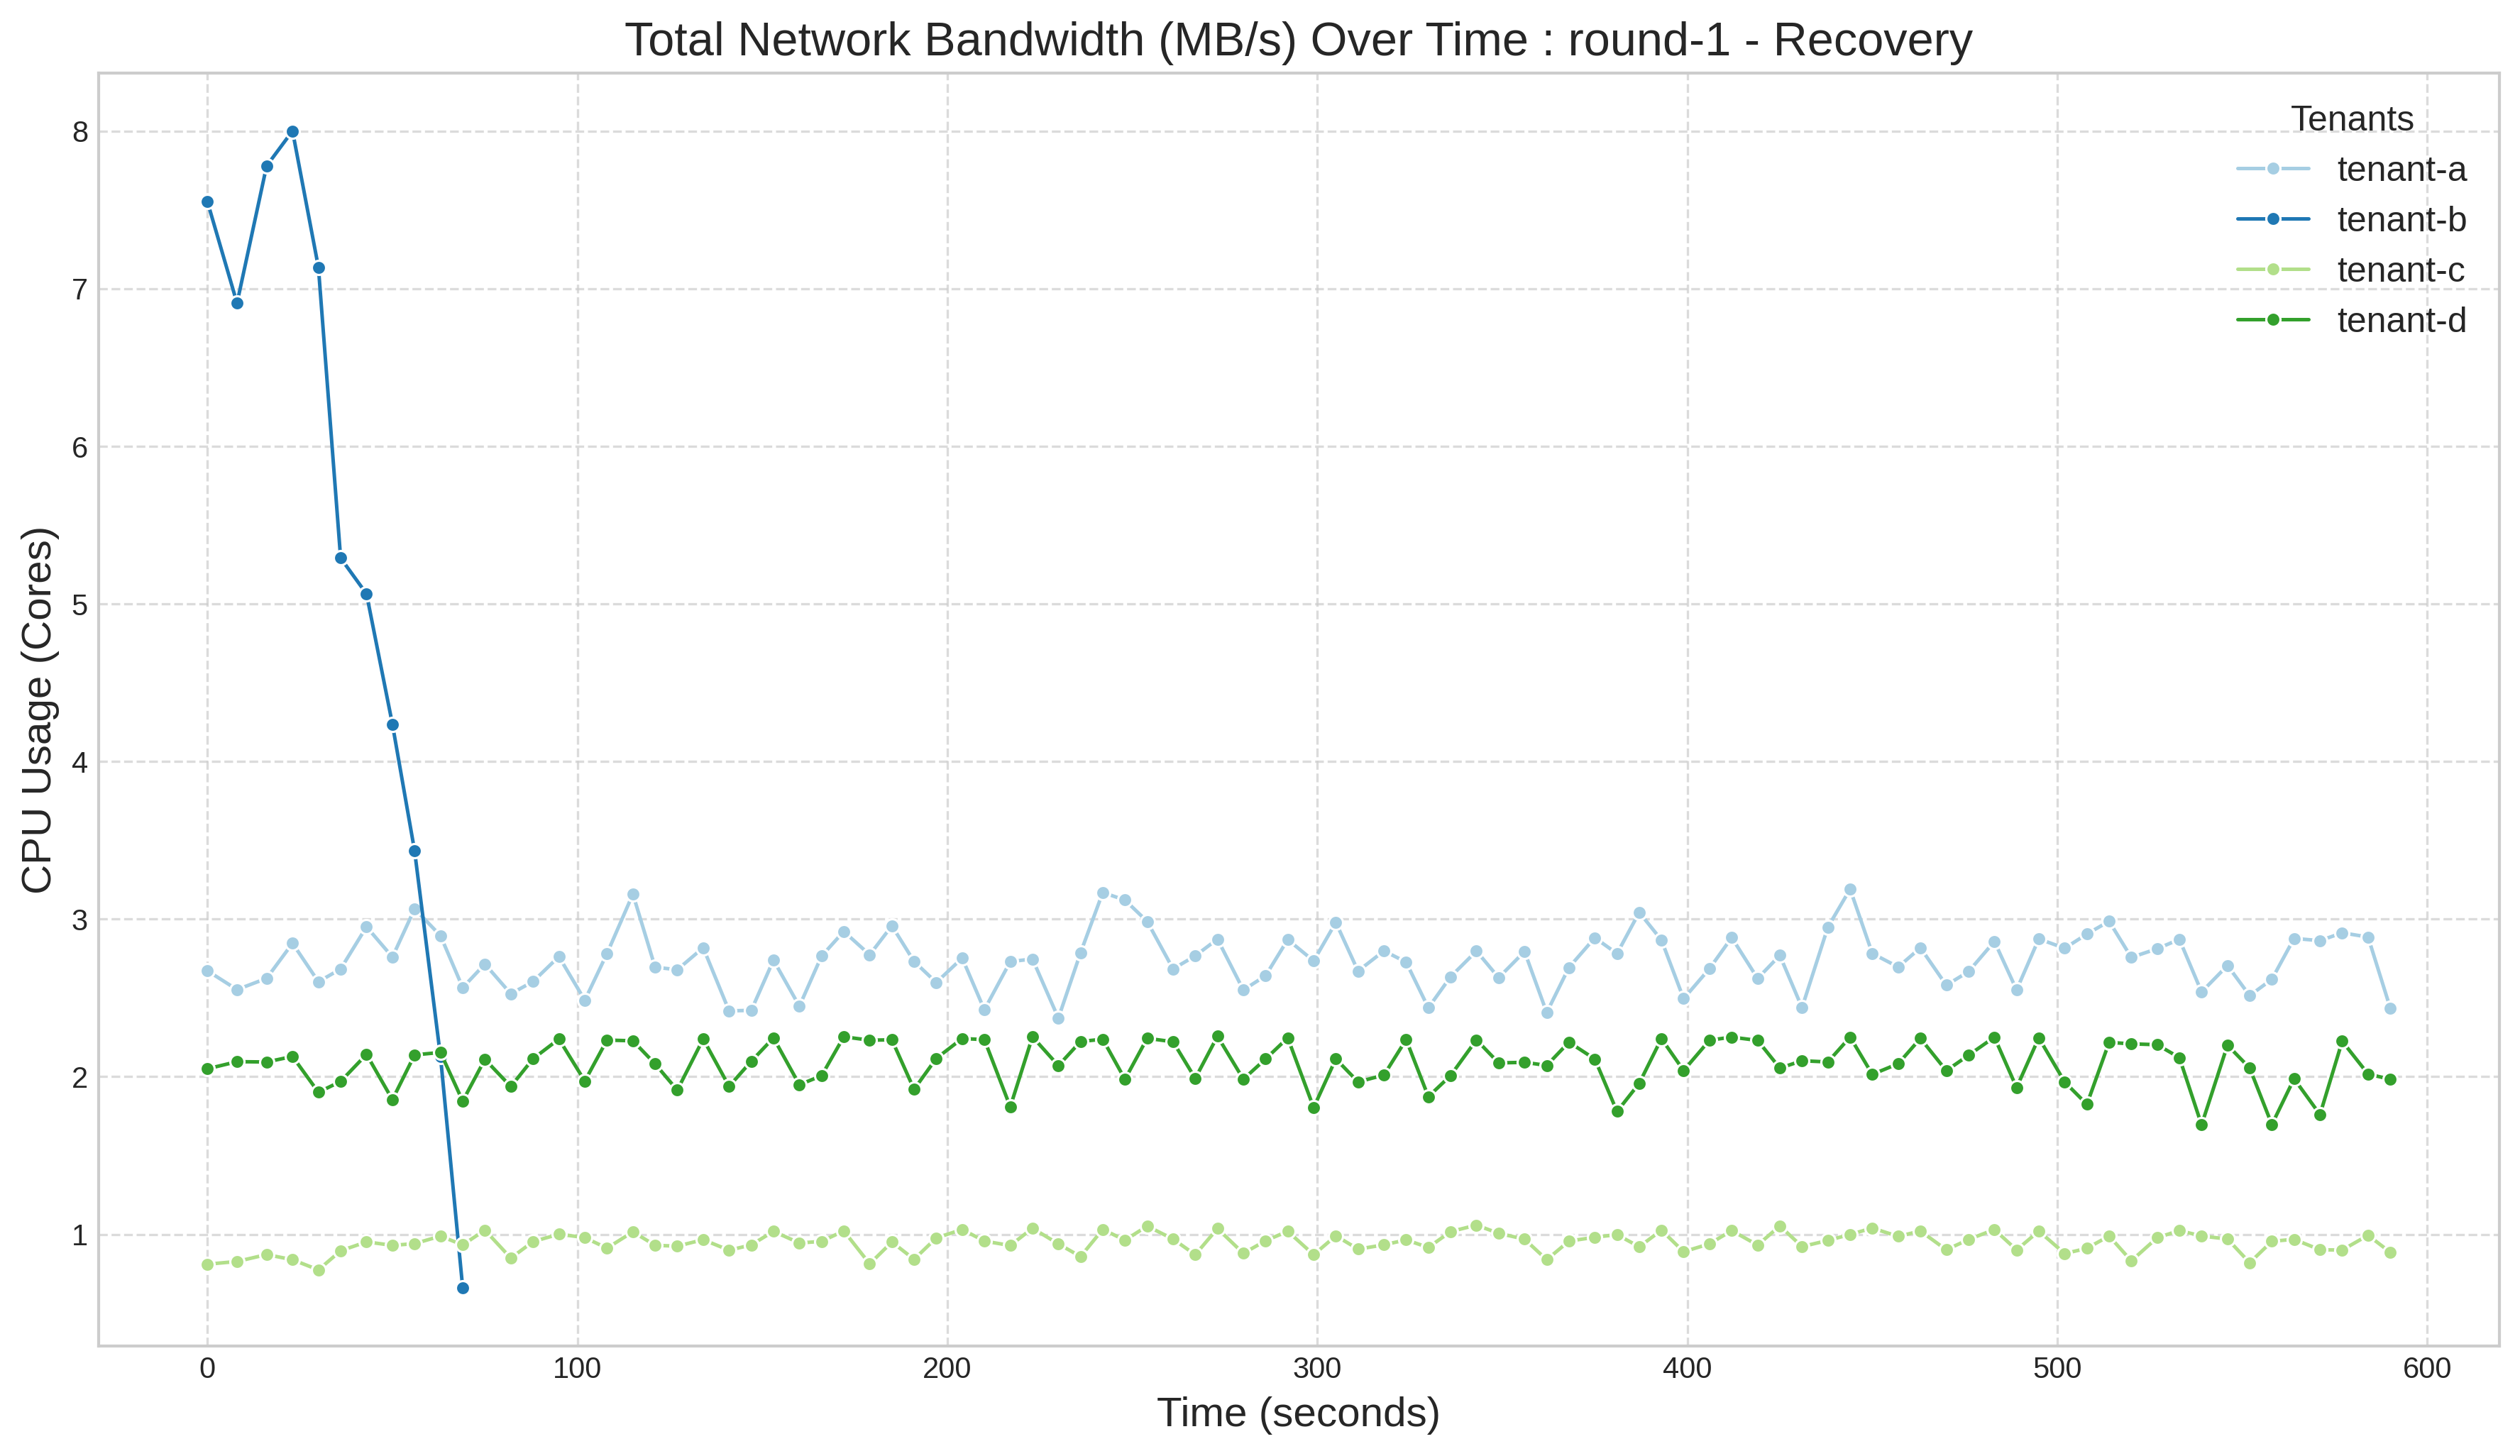 Total Network Bandwidth (MB/s) Over Time : round-1 - Recovery
Tenants
tenant-a
tenant-b
tenant-c
tenant-d
CPU Usage (Cores)
8
7
6
5
4
3
2
1
0 100 200 300 400 500 600
Time (seconds)